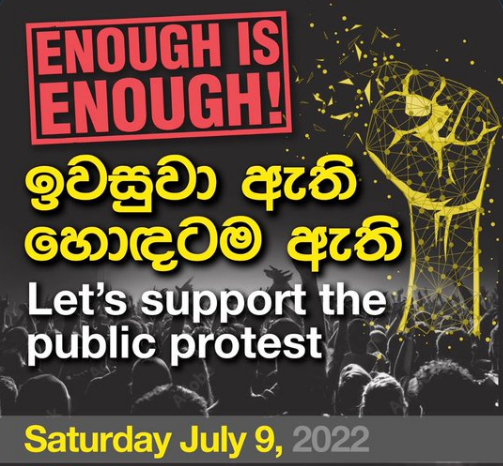 ENOUGH IS
ENOUGH!
ඉවසුවා ඇති
හොඳටම ඇති
Let's support the
public protest
Saturday July 9, 2022